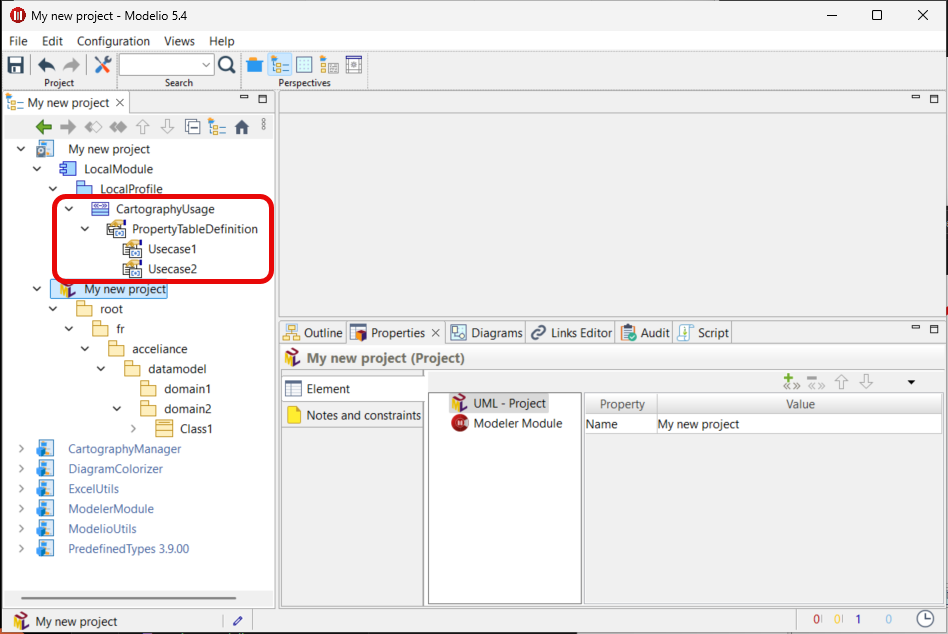 My new project - Modelio 5.4
File Edit Configuration Views Help
Project Search Perspectives
My new project
My new project
LocalModule
LocalProfile
CartographyUsage
PropertyTableDefinition
Usecase1
Usecase2
My new project
root
fr
acceliance
datamodel
domain1
domain2
Class1
CartographyManager
DiagramColorizer
ExcelUtils
ModelerModule
ModelioUtils
PredefinedTypes 3.9.00
Outline Properties Diagrams Links Editor Audit Script
My new project (Project)
Element
Notes and constraints
UML - Project
Modeler Module
Property Value
Name My new project
My new project
0 0 1 0